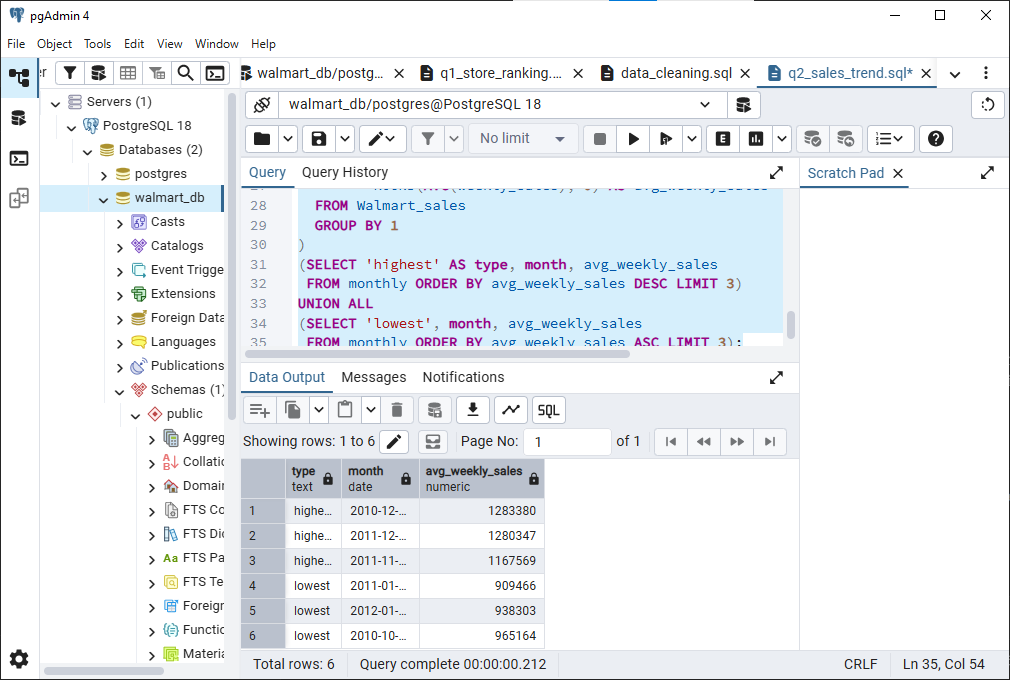 pgAdmin 4
File Object Tools Edit View Window Help
walmart_db/postg... q1_store_ranking.... data_cleaning.sql q2_sales_trend.sql*
Servers (1)
PostgreSQL 18
Databases (2)
postgres
walmart_db
Casts
Catalogs
Event Trigge
Extensions
Foreign Data
Languages
Publications
Schemas (1)
public
Aggreg
Collatic
Domair
FTS Co
FTS Dic
FTS Pa
FTS Te
Foreigr
Functic
Materia
walmart_db/postgres@PostgreSQL 18
No limit
E
Query Query History
Scratch Pad
28 FROM Walmart_sales
29 GROUP BY 1
30 )
31 (SELECT 'highest' AS type, month, avg_weekly_sales
32 FROM monthly ORDER BY avg_weekly_sales DESC LIMIT 3)
33 UNION ALL
34 (SELECT 'lowest', month, avg_weekly_sales
35 FROM monthly ORDER BY avg_weekly_sales ASC LIMIT 3);
Data Output Messages Notifications
SQL
Showing rows: 1 to 6 Page No: 1 of 1
type text month date avg_weekly_sales numeric
1 highe... 2010-12-... 1283380
2 highe... 2011-12-... 1280347
3 highe... 2011-11-... 1167569
4 lowest 2011-01-... 909466
5 lowest 2012-01-... 938303
6 lowest 2010-10-... 965164
Total rows: 6 Query complete 00:00:00.212 CRLF Ln 35, Col 54